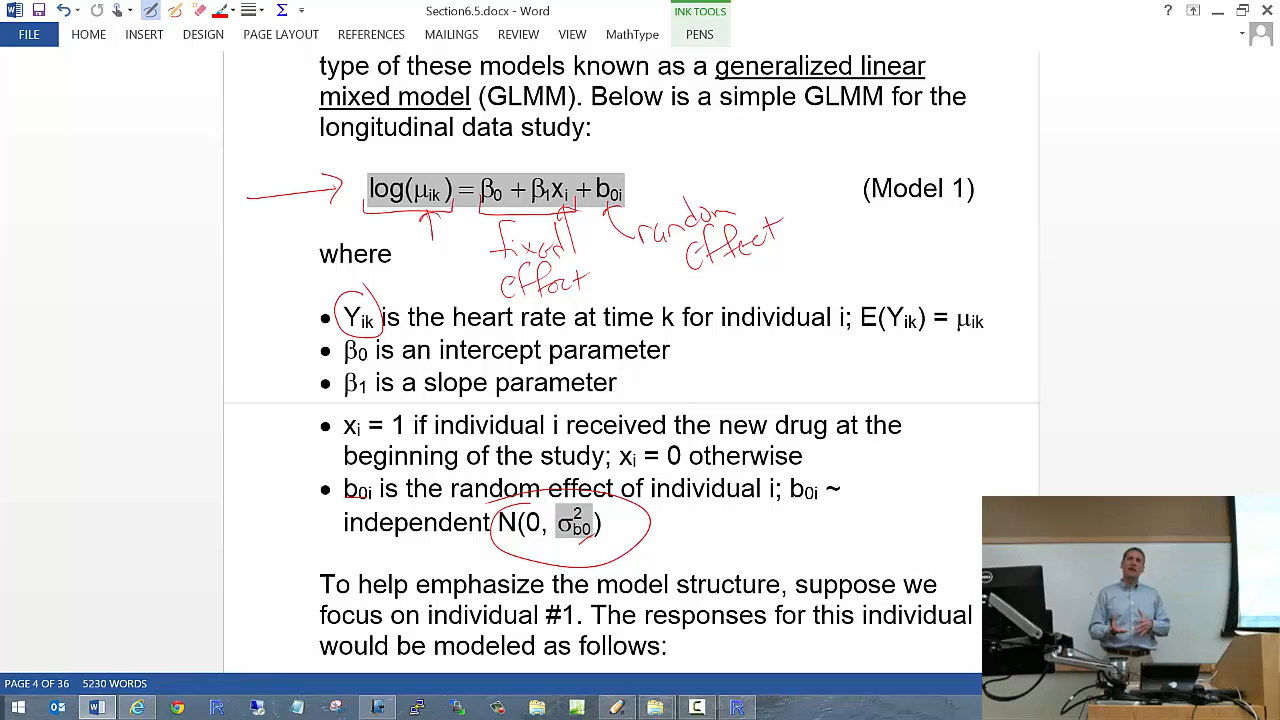 Section6.5.docx - Word
INK TOOLS
FILE HOME INSERT DESIGN PAGE LAYOUT REFERENCES MAILINGS REVIEW VIEW MathType PENS
type of these models known as a generalized linear
mixed model (GLMM). Below is a simple GLMM for the
longitudinal data study:
log(μik) = β0 + β1xi + b0i (Model 1)
fixed effect
random effect
where
• Yik is the heart rate at time k for individual i; E(Yik) = μik
• β0 is an intercept parameter
• β1 is a slope parameter
• xi = 1 if individual i received the new drug at the
beginning of the study; xi = 0 otherwise
• b0i is the random effect of individual i; b0i ~
independent N(0, σ²b0)
To help emphasize the model structure, suppose we
focus on individual #1. The responses for this individual
would be modeled as follows:
PAGE 4 OF 36 5230 WORDS